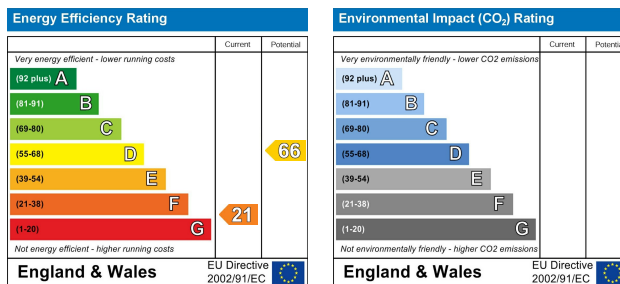 Energy Efficiency Rating
Current Potential
Very energy efficient - lower running costs
(92 plus) A
(81-91) B
(69-80) C
(55-68) D
66
(39-54) E
(21-38) F
21
(1-20) G
Not energy efficient - higher running costs
England & Wales
EU Directive
2002/91/EC
Environmental Impact (CO₂) Rating
Current Potential
Very environmentally friendly - lower CO2 emissions
(92 plus) A
(81-91) B
(69-80) C
(55-68) D
(39-54) E
(21-38) F
(1-20) G
Not environmentally friendly - higher CO2 emissions
England & Wales
EU Directive
2002/91/EC